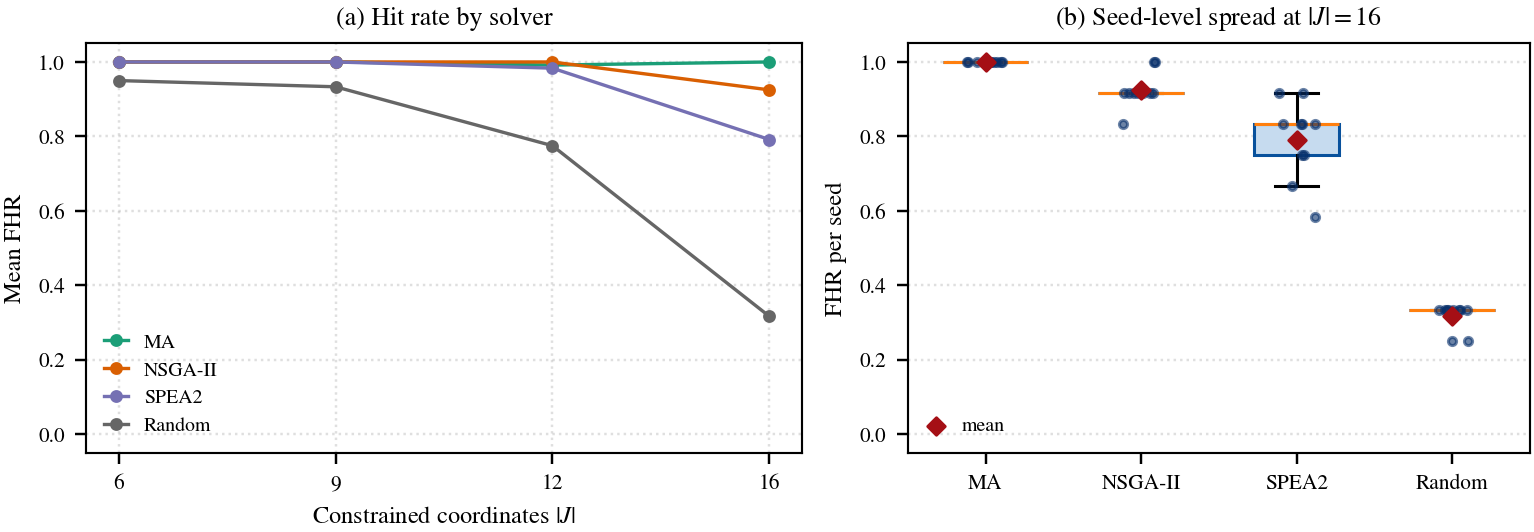 (a) Hit rate by solver
Mean FHR
1.0
0.8
0.6
0.4
0.2
0.0
MA
NSGA-II
SPEA2
Random
6 9 12 16
Constrained coordinates |J|
(b) Seed-level spread at |J| = 16
FHR per seed
1.0
0.8
0.6
0.4
0.2
0.0
mean
MA NSGA-II SPEA2 Random